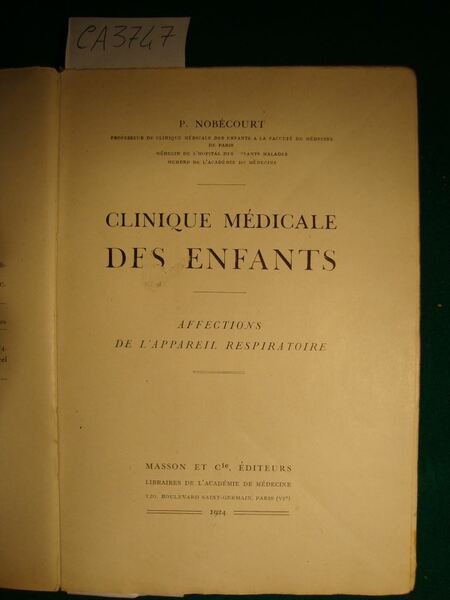 CA3747
P. NOBÉCOURT
PROFESSEUR DE CLINIQUE MÉDICALE DES ENFANTS A LA FACULTÉ DE MÉDECINE
DE PARIS
MÉDECIN DE L'HOPITAL DES ENFANTS MALADES
MEMBRE DE L'ACADÉMIE DE MÉDECINE
CLINIQUE MÉDICALE
DES ENFANTS
AFFECTIONS
DE L'APPAREIL RESPIRATOIRE
MASSON ET Cie, ÉDITEURS
LIBRAIRES DE L'ACADÉMIE DE MÉDECINE
120, BOULEVARD SAINT-GERMAIN, PARIS (VIe)
1924